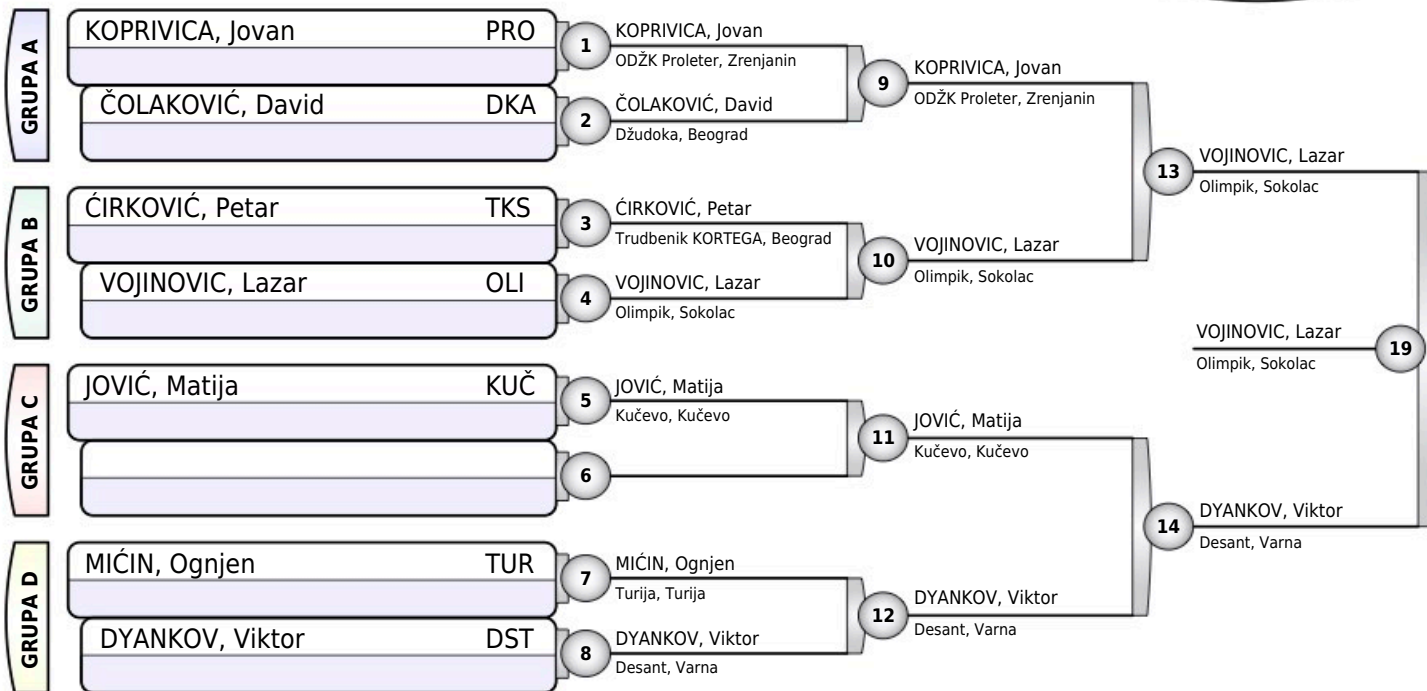 GRUPA A
KOPRIVICA, Jovan PRO
ČOLAKOVIĆ, David DKA
1
KOPRIVICA, Jovan
ODŽK Proleter, Zrenjanin
2
ČOLAKOVIĆ, David
Džudoka, Beograd
9
KOPRIVICA, Jovan
ODŽK Proleter, Zrenjanin
GRUPA B
ĆIRKOVIĆ, Petar TKS
VOJINOVIC, Lazar OLI
3
ĆIRKOVIĆ, Petar
Trudbenik KORTEGA, Beograd
4
VOJINOVIC, Lazar
Olimpik, Sokolac
10
VOJINOVIC, Lazar
Olimpik, Sokolac
13
VOJINOVIC, Lazar
Olimpik, Sokolac
GRUPA C
JOVIĆ, Matija KUČ
5
JOVIĆ, Matija
Kučevo, Kučevo
6
11
JOVIĆ, Matija
Kučevo, Kučevo
GRUPA D
MIĆIN, Ognjen TUR
DYANKOV, Viktor DST
7
MIĆIN, Ognjen
Turija, Turija
8
DYANKOV, Viktor
Desant, Varna
12
DYANKOV, Viktor
Desant, Varna
14
DYANKOV, Viktor
Desant, Varna
VOJINOVIC, Lazar
Olimpik, Sokolac
19